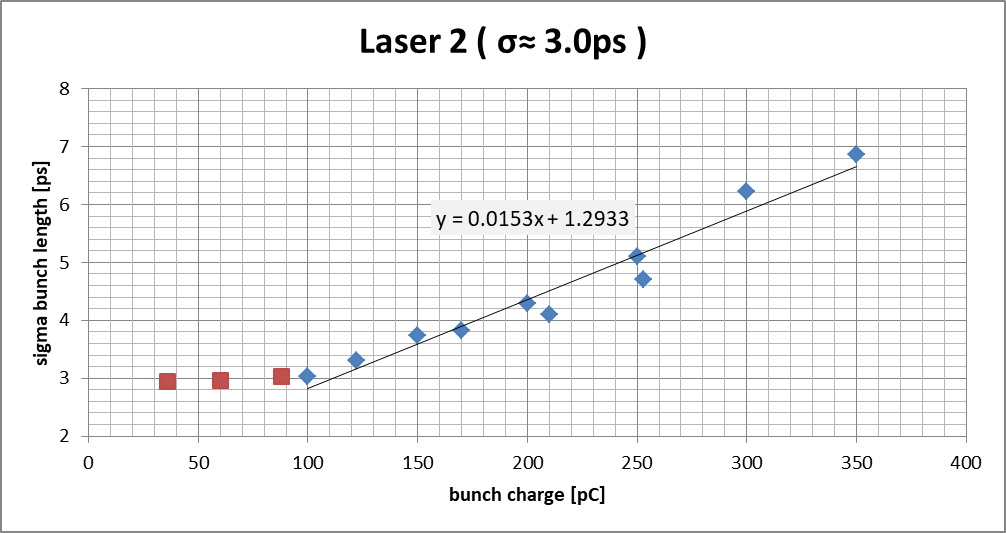 Laser 2 ( σ≈ 3.0ps )
sigma bunch length [ps]
8
7
6
5
4
3
2
y = 0.0153x + 1.2933
0 50 100 150 200 250 300 350 400
bunch charge [pC]